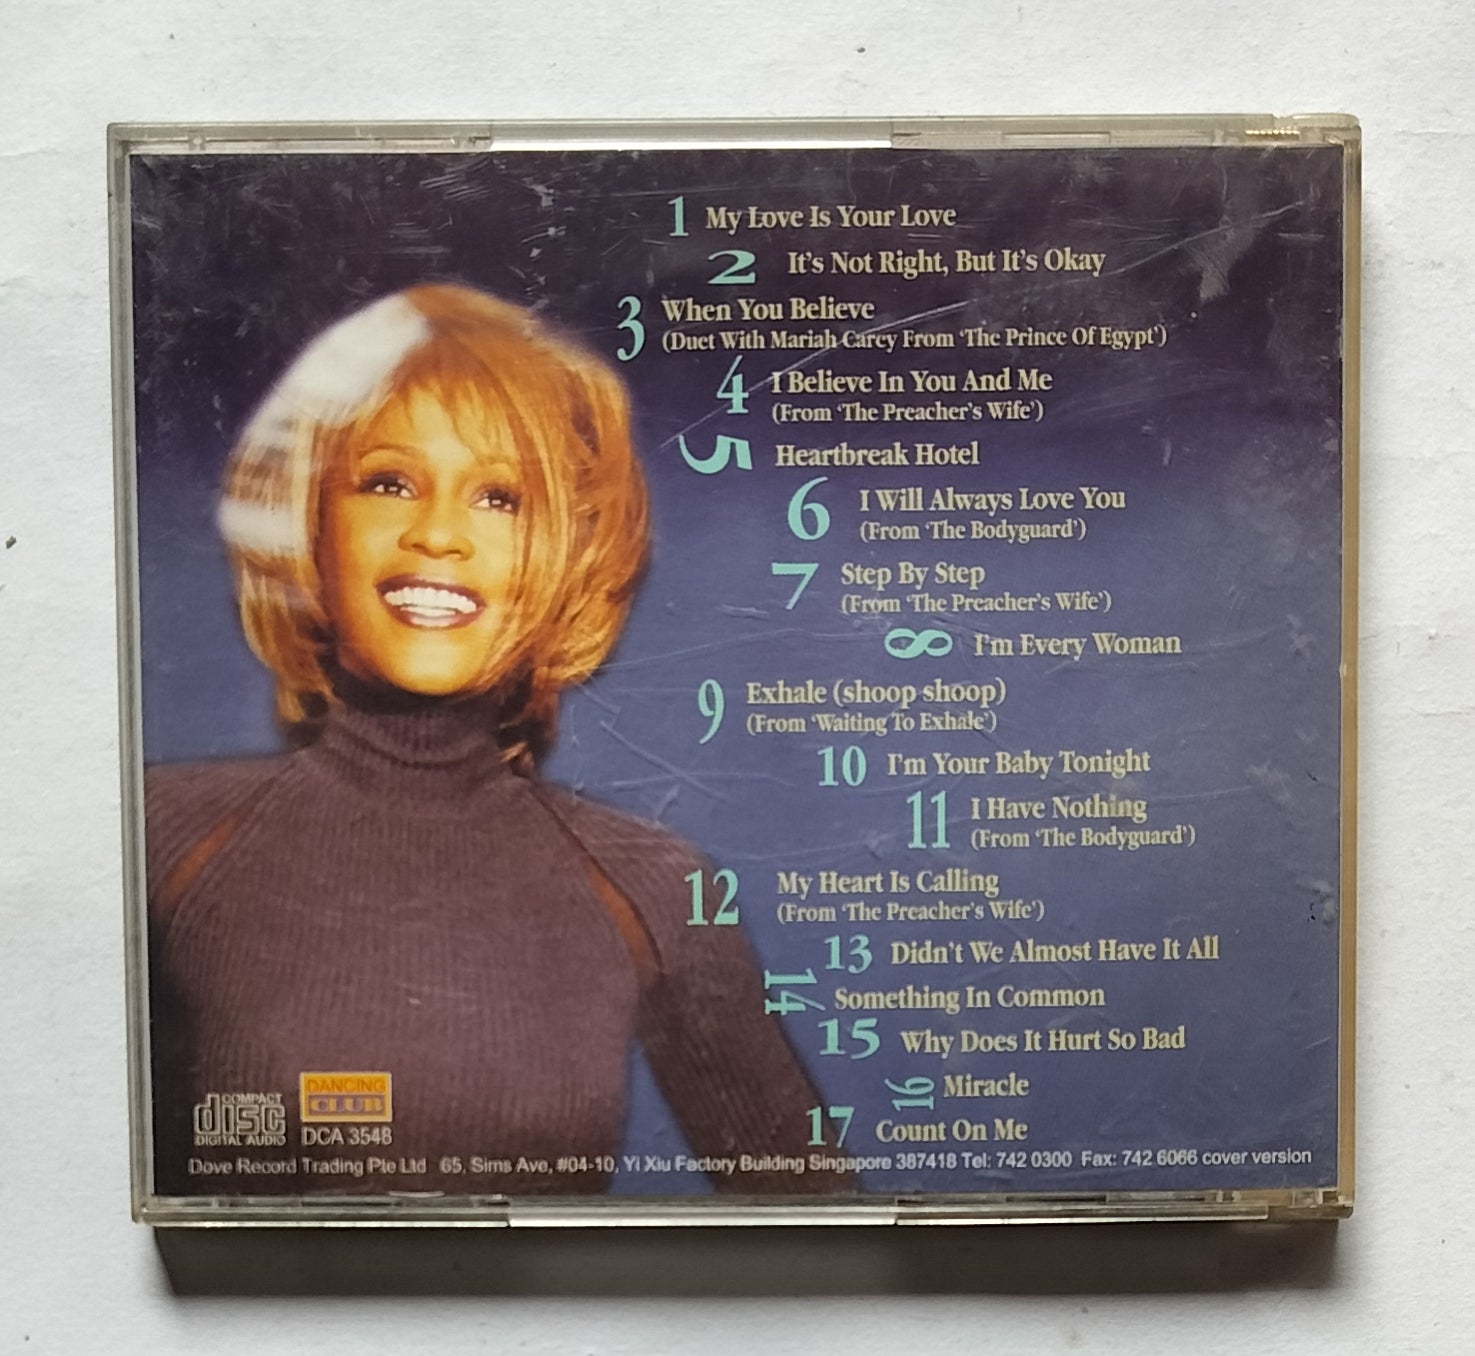 1 My Love Is Your Love
2 It's Not Right, But It's Okay
3 When You Believe
(Duet With Mariah Carey From 'The Prince Of Egypt')
4 I Believe In You And Me
(From 'The Preacher's Wife')
5 Heartbreak Hotel
6 I Will Always Love You
(From 'The Bodyguard')
7 Step By Step
(From 'The Preacher's Wife')
8 I'm Every Woman
9 Exhale (shoop shoop)
(From 'Waiting To Exhale')
10 I'm Your Baby Tonight
11 I Have Nothing
(From 'The Bodyguard')
12 My Heart Is Calling
(From 'The Preacher's Wife')
13 Didn't We Almost Have It All
14 Something In Common
15 Why Does It Hurt So Bad
16 Miracle
17 Count On Me
COMPACT
disc
DIGITAL AUDIO
DANCING
CLUB
DCA 3548
Dove Record Trading Pte Ltd 65, Sims Ave, #04-10, Yi Xiu Factory Building Singapore 387418 Tel: 742 0300 Fax: 742 6066 cover version